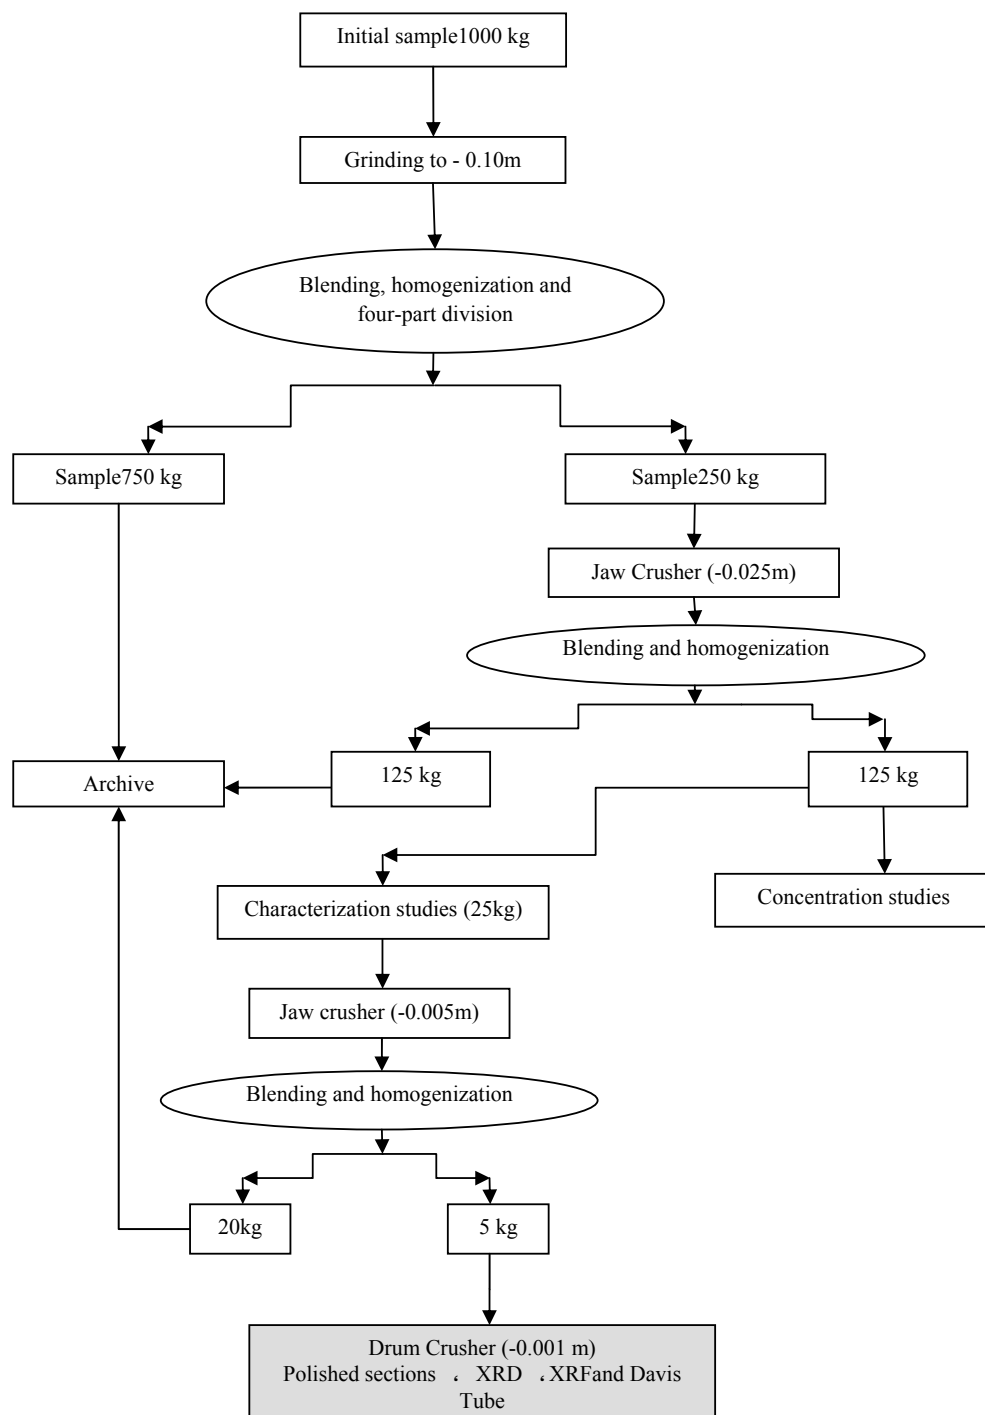 Initial sample1000 kg
Grinding to - 0.10m
Blending, homogenization and
four-part division
Sample750 kg
Sample250 kg
Jaw Crusher (-0.025m)
Blending and homogenization
125 kg
125 kg
Archive
Characterization studies (25kg)
Concentration studies
Jaw crusher (-0.005m)
Blending and homogenization
20kg
5 kg
Drum Crusher (-0.001 m)
Polished sections ، XRD ،XRFand Davis
Tube